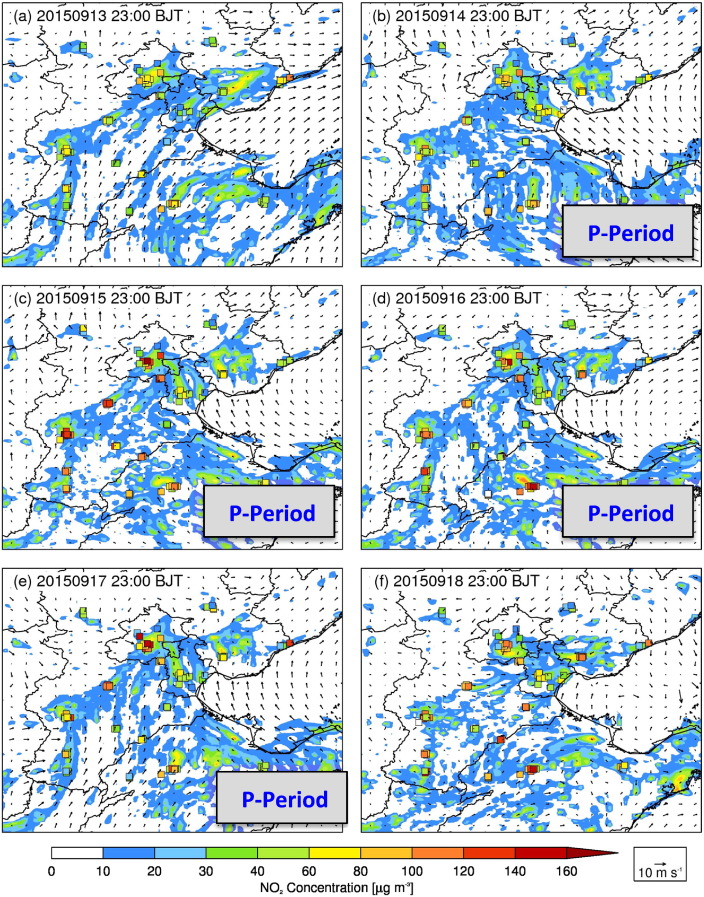 (a) 20150913 23:00 BJT
(b) 20150914 23:00 BJT
P-Period
(c) 20150915 23:00 BJT
(d) 20150916 23:00 BJT
P-Period
P-Period
(e) 20150917 23:00 BJT
(f) 20150918 23:00 BJT
P-Period
0 10 20 30 40 60 80 100 120 140 160
NO₂ Concentration [μg m⁻³]
10 m s⁻¹